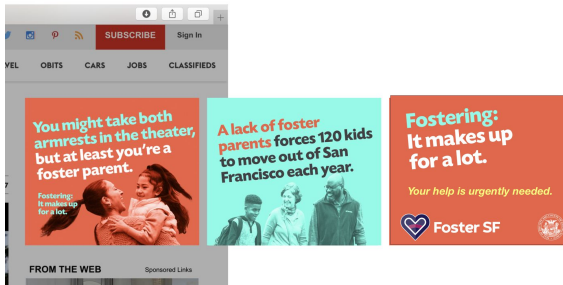 SUBSCRIBE
Sign In
OBITS
CARS
JOBS
CLASSIFIEDS
You might take both
armrests in the theater,
but at least you're a
foster parent.
Fostering:
It makes up
for a lot.
FROM THE WEB
Sponsored Links
A lack of foster
parents forces 120 kids
to move out of San
Francisco each year.
Fostering:
It makes up
for a lot.
Your help is urgently needed.
Foster SF